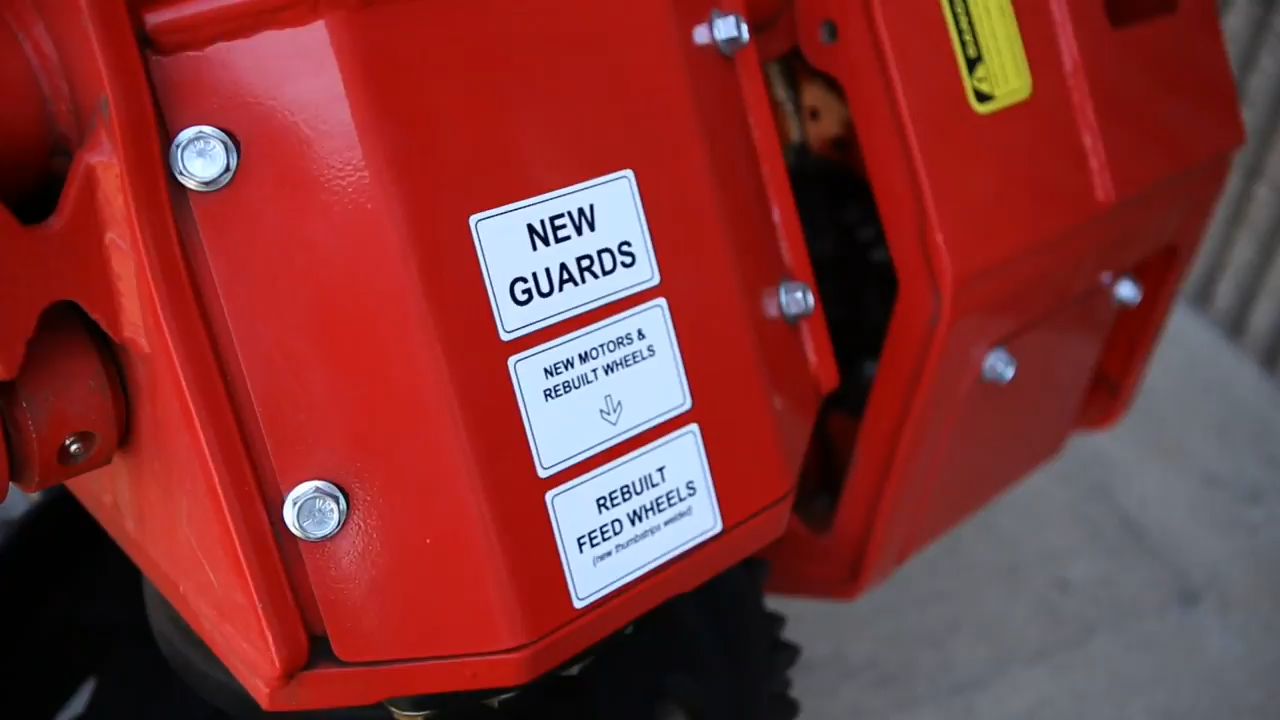 NEW
GUARDS
NEW MOTORS &
REBUILT WHEELS
REBUILT
FEED WHEELS
(new thumbstrips welded)